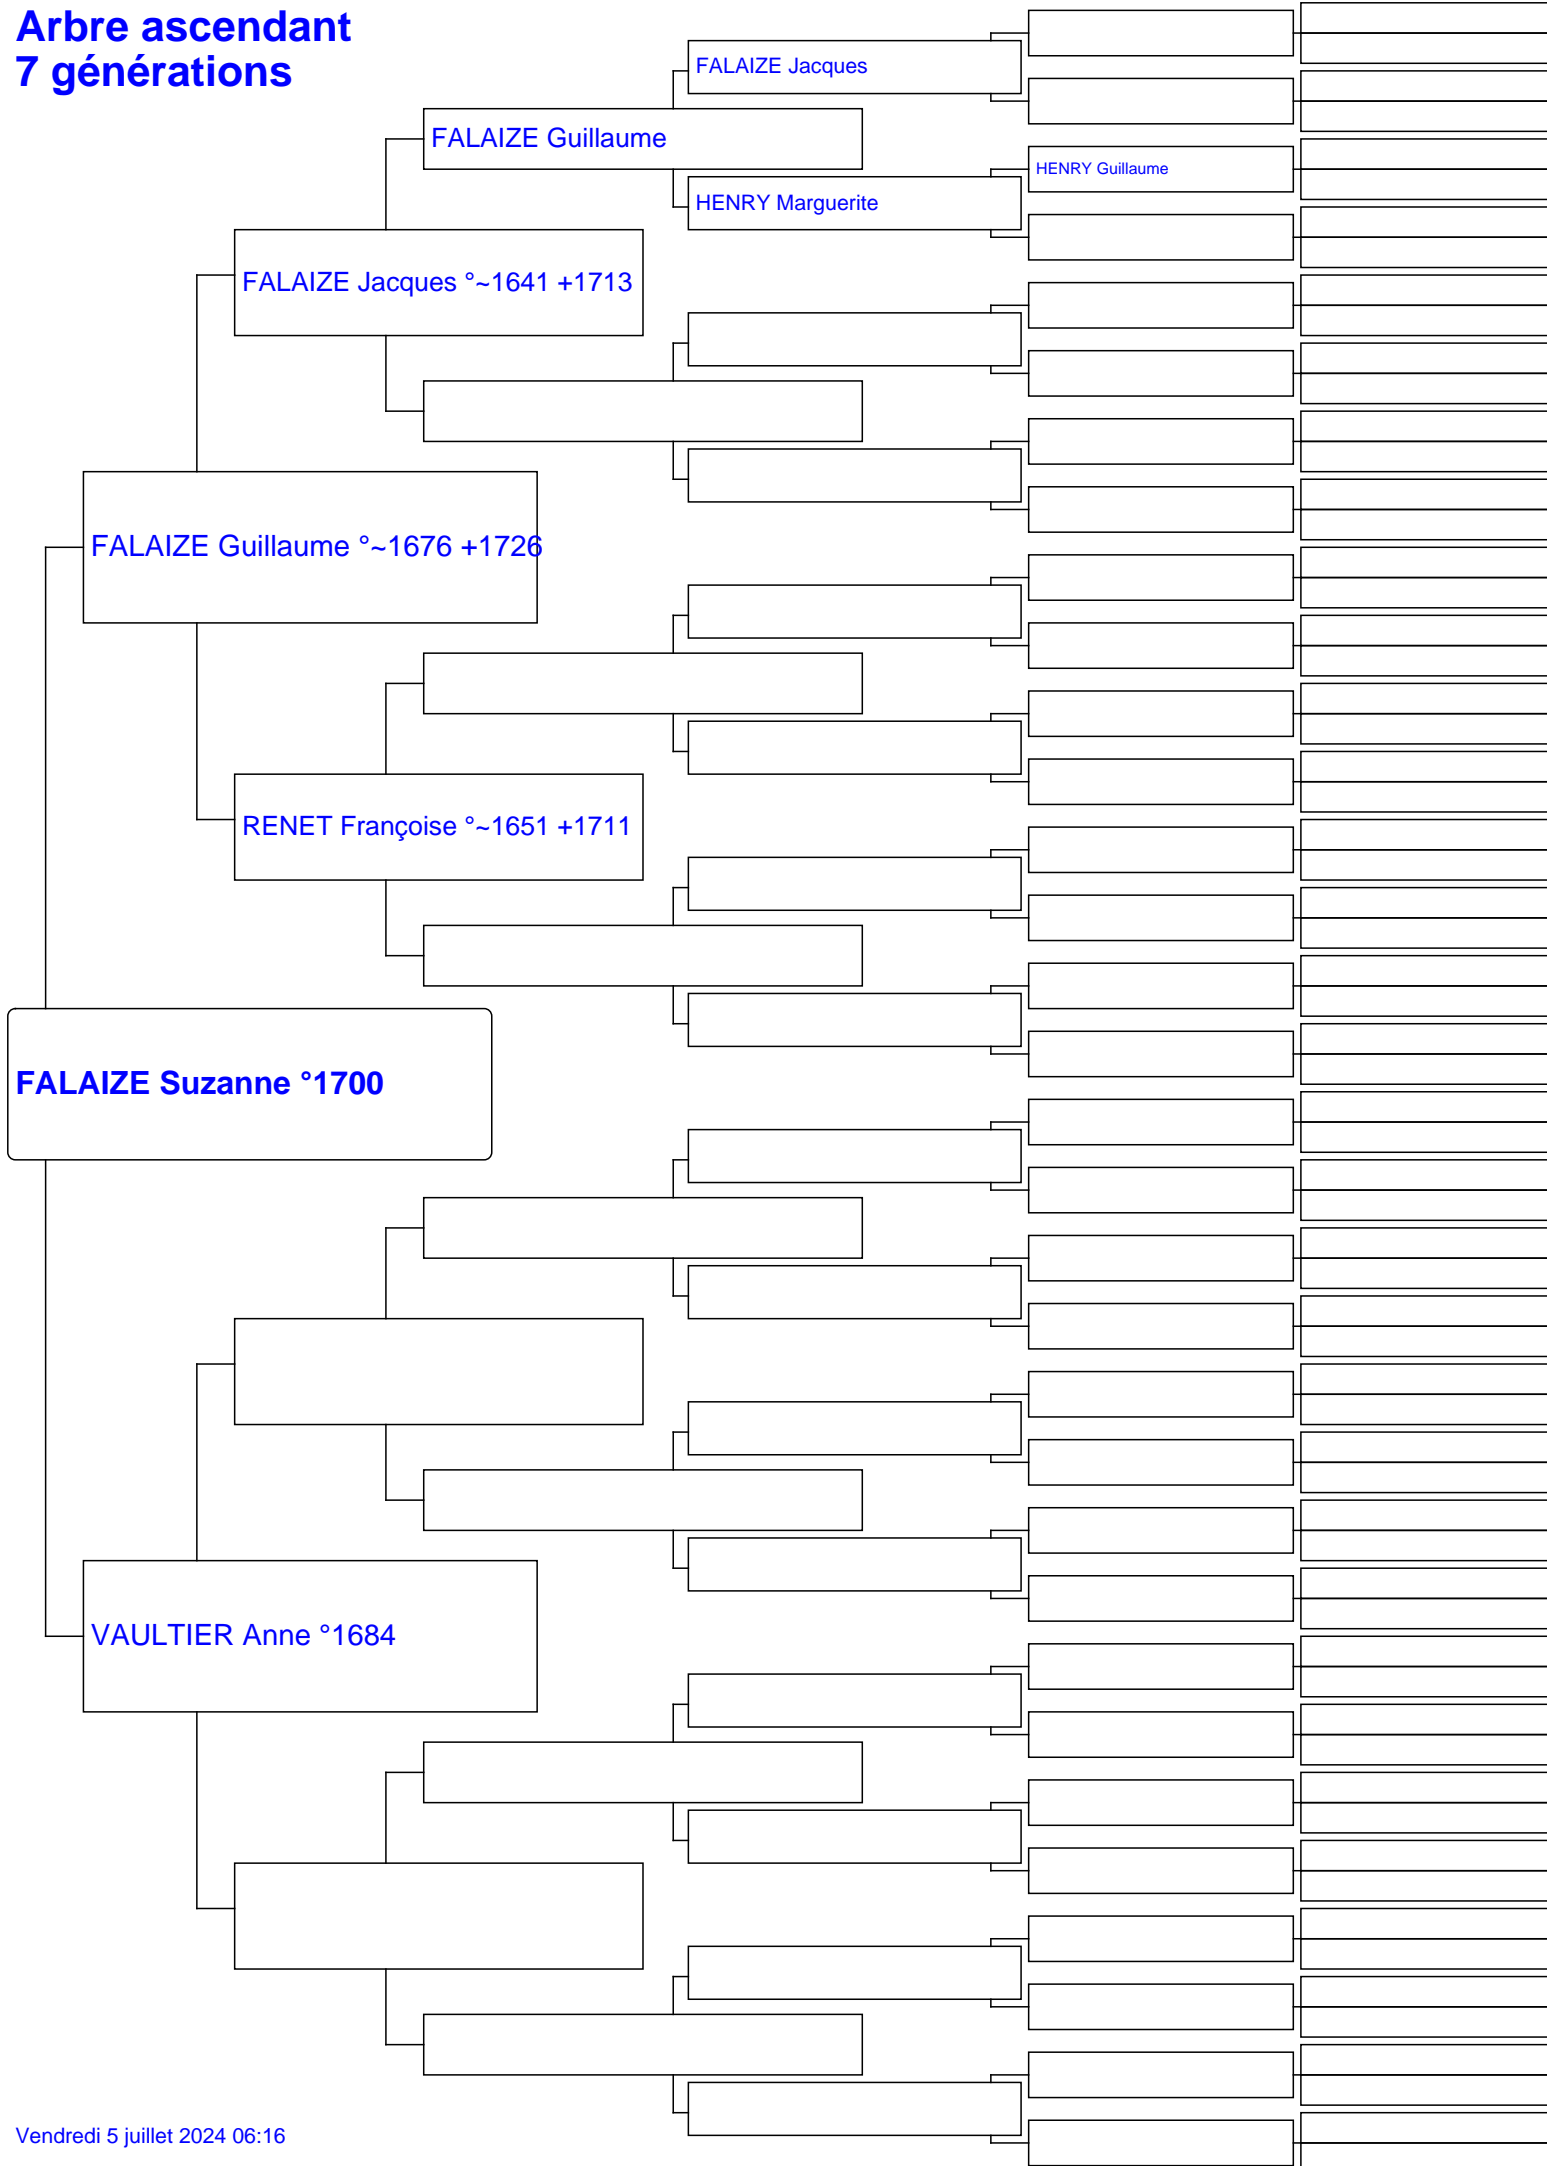 Arbre ascendant
7 générations
FALAIZE Jacques
FALAIZE Guillaume
HENRY Guillaume
HENRY Marguerite
FALAIZE Jacques °~1641 +1713
FALAIZE Guillaume °~1676 +1726
RENET Françoise °~1651 +1711
FALAIZE Suzanne °1700
VAULTIER Anne °1684
Vendredi 5 juillet 2024 06:16